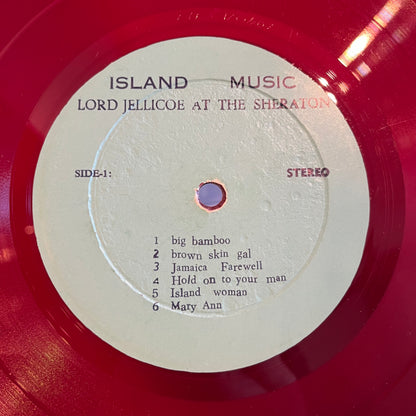 ISLAND MUSIC
LORD JELLICOE AT THE SHERATON
SIDE-1: STEREO
1 big bamboo
2 brown skin gal
3 Jamaica Farewell
4 Hold on to your man
5 Island woman
6 Mary Ann